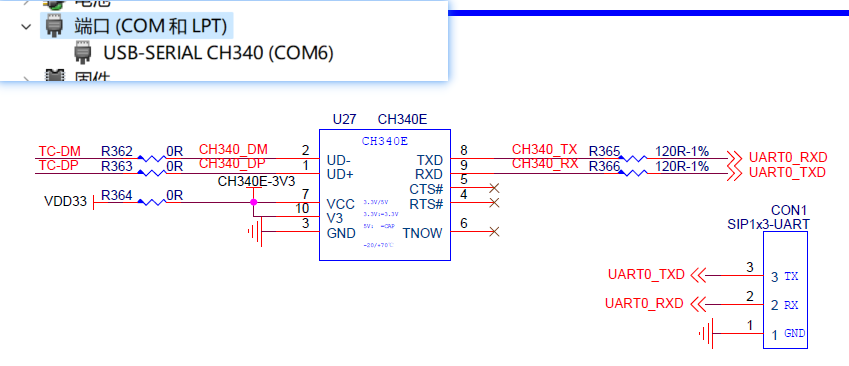 端口 (COM 和 LPT)
USB-SERIAL CH340 (COM6)
U27 CH340E
TC-DM R362 0R CH340_DM 2 UD- CH340E TXD 8 CH340_TX R365 120R-1% UART0_RXD
TC-DP R363 0R CH340_DP 1 UD+ RXD 9 CH340_RX R366 120R-1% UART0_TXD
CH340E-3V3 CTS# 5
VDD33 R364 0R 7 VCC 3.3V/5V RTS# 4
10 V3 3.3V:=3.3V
5V: =CAP
3 GND TNOW 6
-20/+70℃
CON1
SIP1x3-UART
UART0_TXD 3 3 TX
UART0_RXD 2 2 RX
1 1 GND